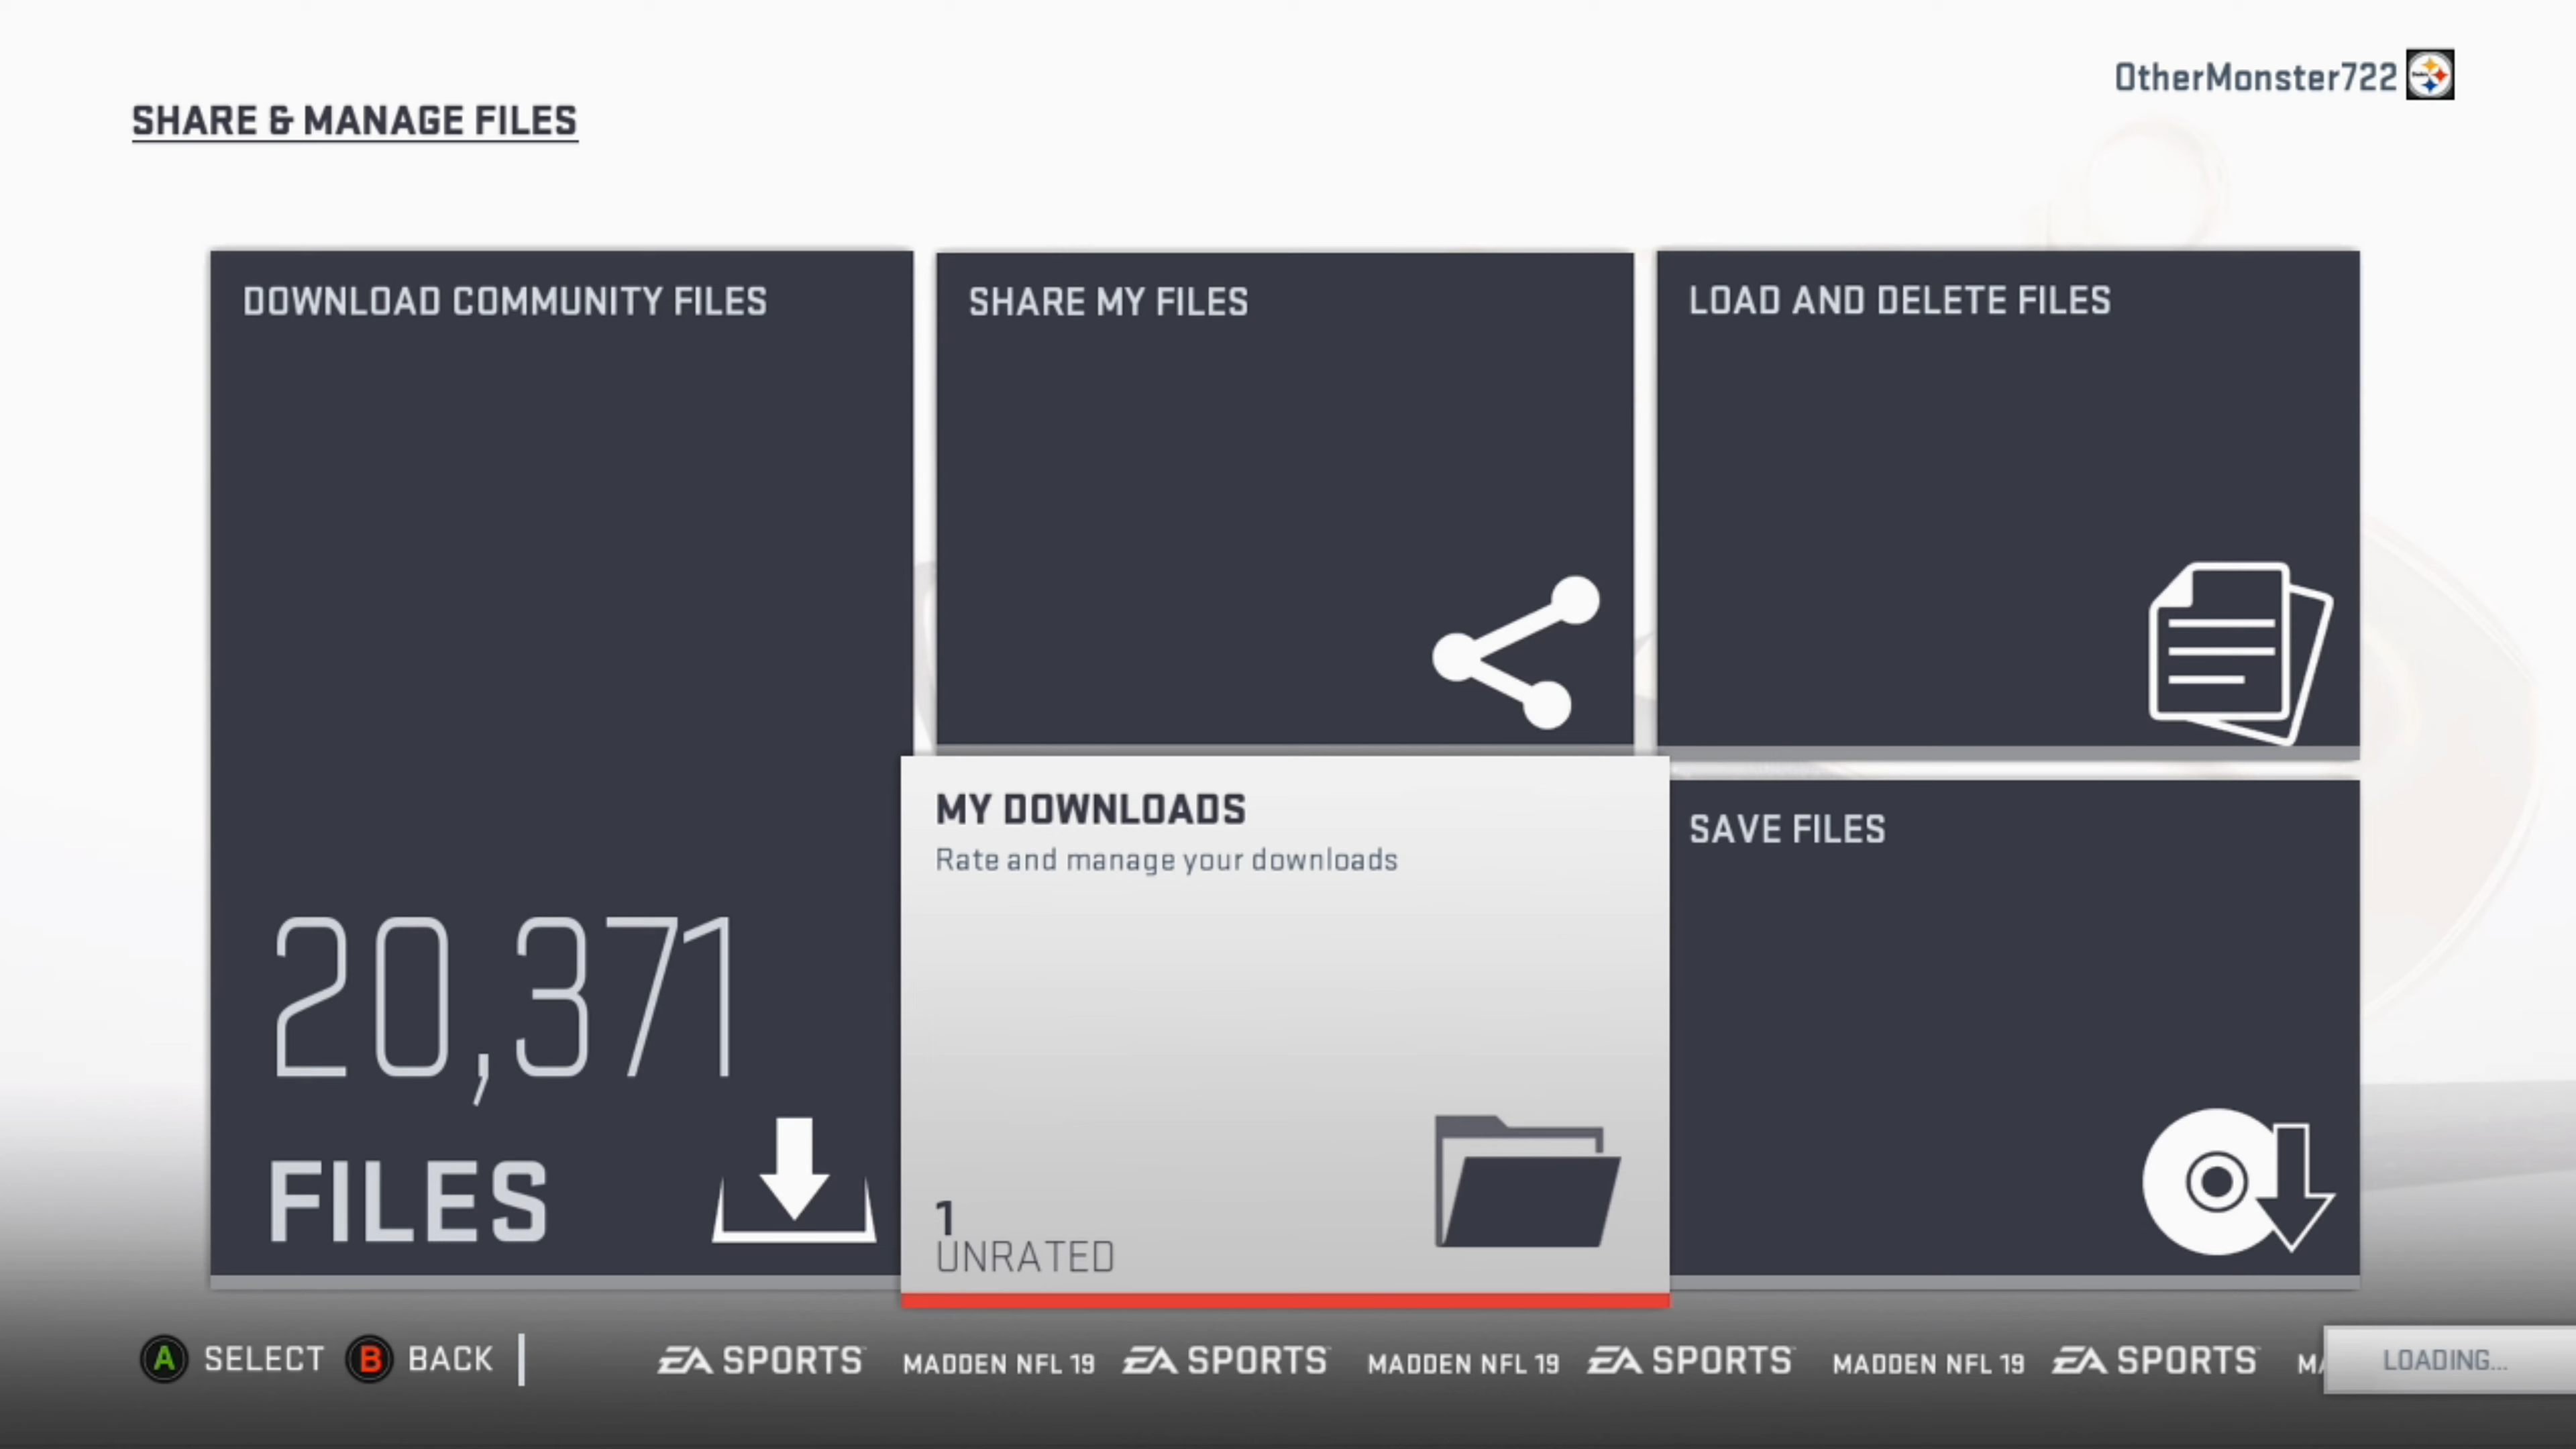 OtherMonster722
SHARE & MANAGE FILES
DOWNLOAD COMMUNITY FILES
20,371
FILES
SHARE MY FILES
LOAD AND DELETE FILES
MY DOWNLOADS
Rate and manage your downloads
1
UNRATED
SAVE FILES
A SELECT B BACK
EA SPORTS MADDEN NFL 19 EA SPORTS MADDEN NFL 19 EA SPORTS MADDEN NFL 19 EA SPORTS
LOADING...